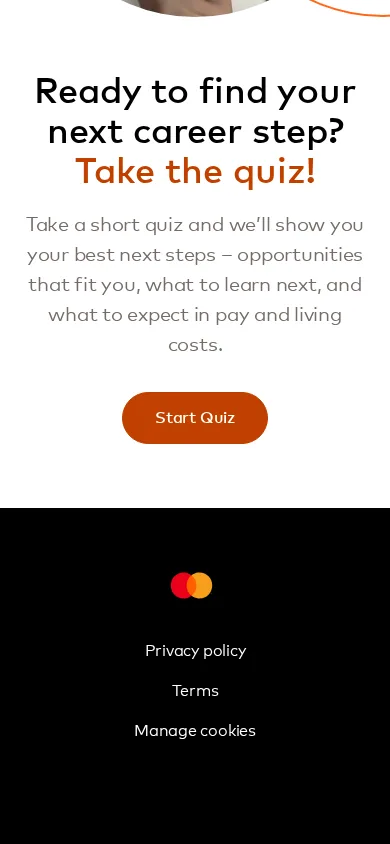 Ready to find your
next career step?
Take the quiz!
Take a short quiz and we’ll show you
your best next steps – opportunities
that fit you, what to learn next, and
what to expect in pay and living
costs.
Start Quiz
Privacy policy
Terms
Manage cookies